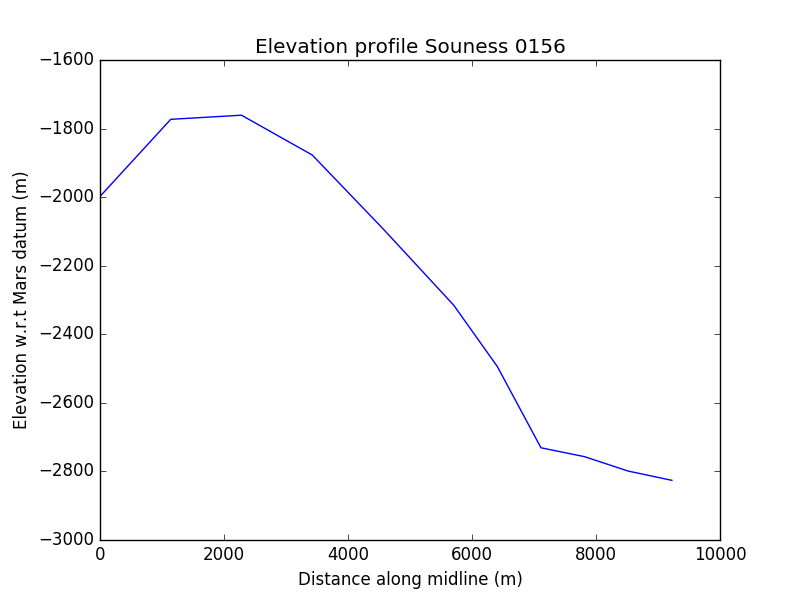 Elevation profile Souness 0156
−1600
−1800
−2000
−2200
−2400
−2600
−2800
−3000
Elevation w.r.t Mars datum (m)
0 2000 4000 6000 8000 10000
Distance along midline (m)